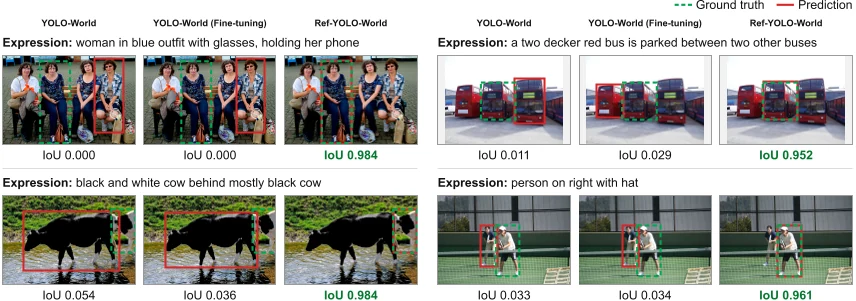 Ground truth Prediction
YOLO-World YOLO-World (Fine-tuning) Ref-YOLO-World YOLO-World YOLO-World (Fine-tuning) Ref-YOLO-World
Expression: woman in blue outfit with glasses, holding her phone
Expression: a two decker red bus is parked between two other buses
IoU 0.000 IoU 0.000 IoU 0.984
IoU 0.011 IoU 0.029 IoU 0.952
Expression: black and white cow behind mostly black cow
Expression: person on right with hat
IoU 0.054 IoU 0.036 IoU 0.984
IoU 0.033 IoU 0.034 IoU 0.961